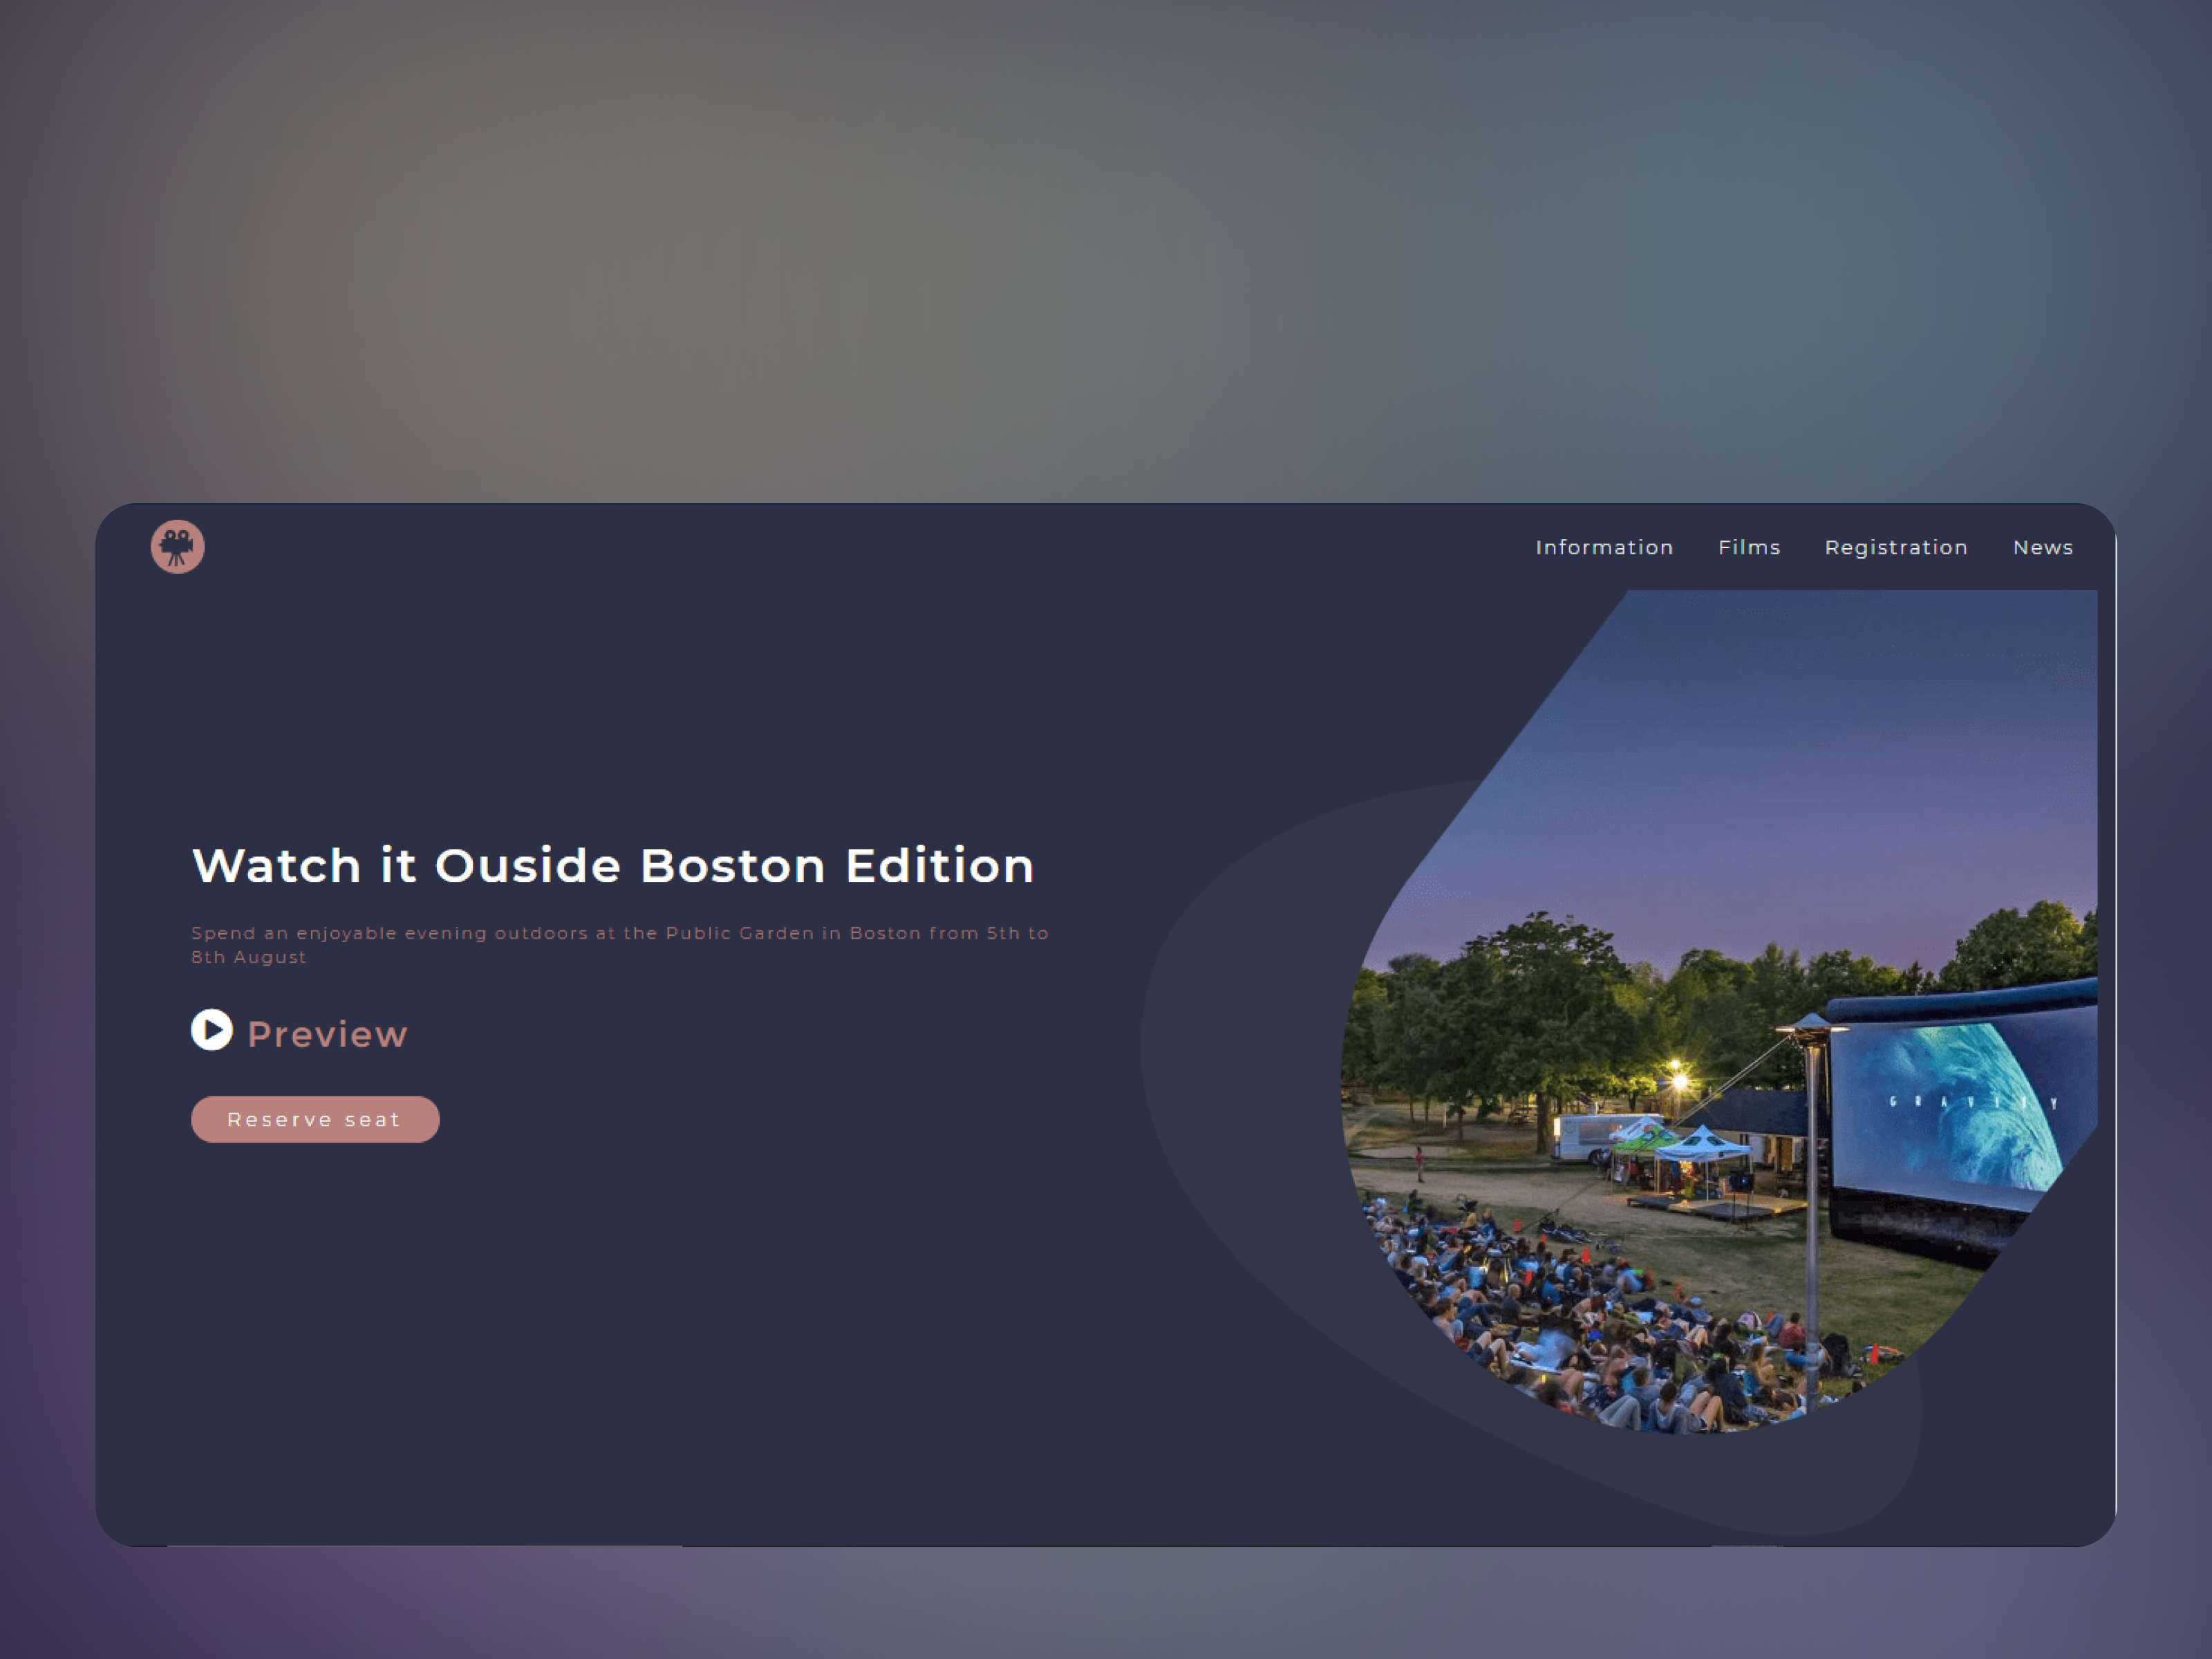 Information Films Registration News
Watch it Ouside Boston Edition
Spend an enjoyable evening outdoors at the Public Garden in Boston from 5th to
8th August
Preview
Reserve seat
GRAVITY